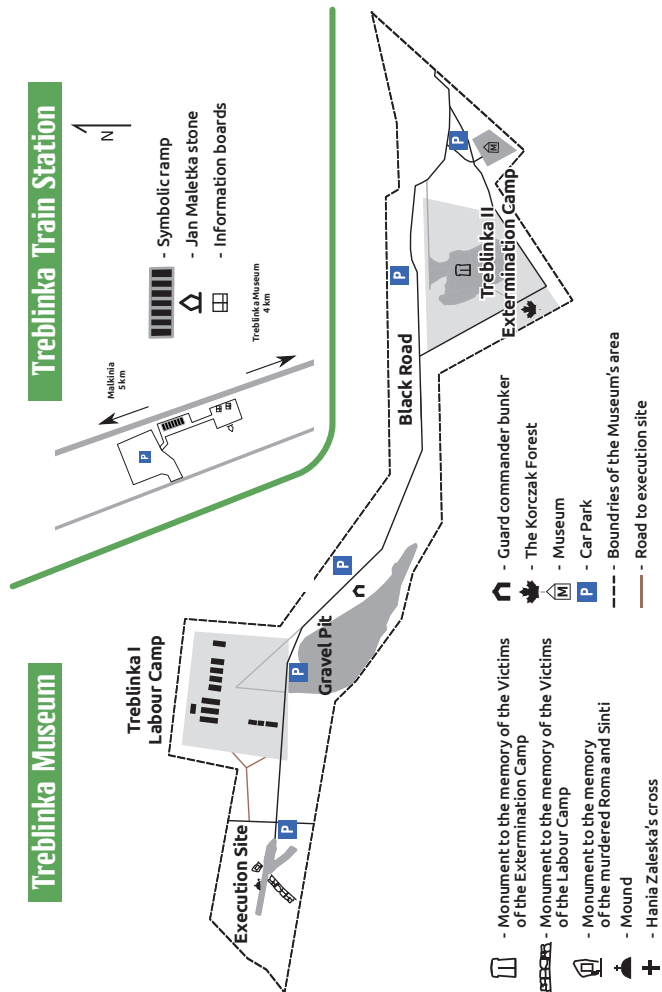 Treblinka Museum
Treblinka Train Station
N
- Symbolic ramp
- Jan Maletka stone
- Information boards
Malkinia
5 km
Treblinka Museum
4 km
P
Treblinka I
Labour Camp
Execution Site
P
P
Gravel Pit
P
Black Road
P
P
M
Treblinka II
Extermination Camp
- Monument to the memory of the Victims
of the Extermination Camp
- Monument to the memory of the Victims
of the Labour Camp
- Monument to the memory
of the murdered Roma and Sinti
- Mound
- Hania Zaleska's cross
- Guard commander bunker
- The Korczak Forest
M - Museum
P - Car Park
- Boundries of the Museum's area
- Road to execution site